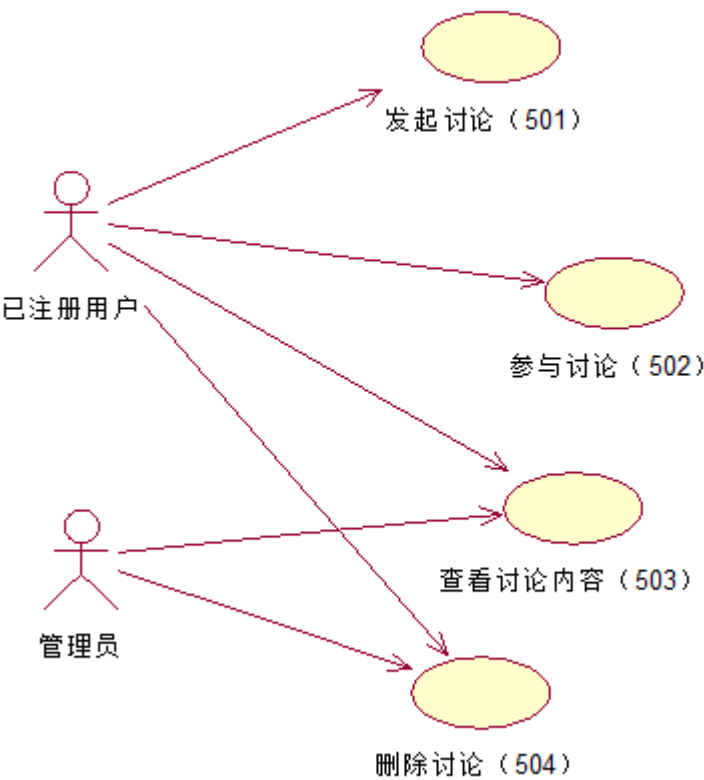 发起讨论（501）
已注册用户
参与讨论（502）
查看讨论内容（503）
管理员
删除讨论（504）